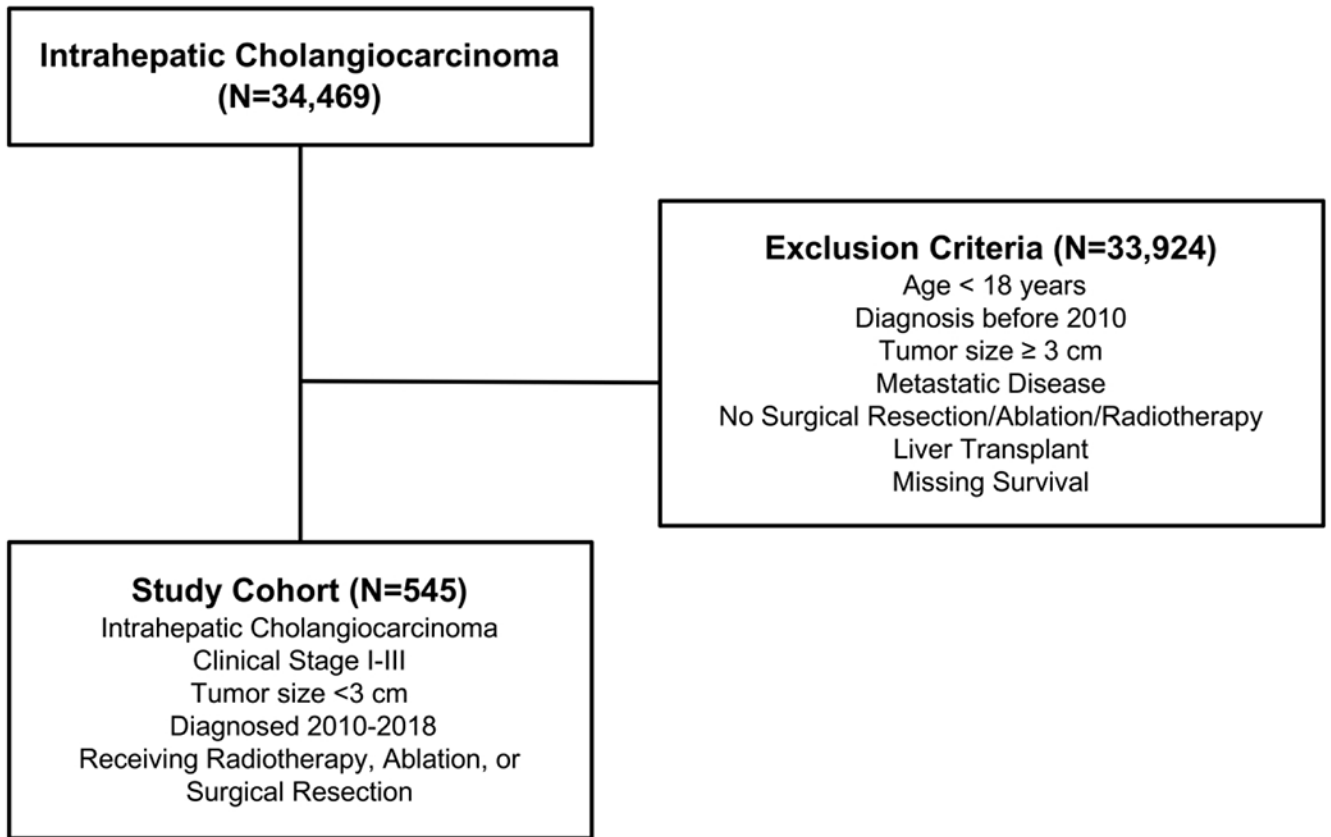 Intrahepatic Cholangiocarcinoma
(N=34,469)
Exclusion Criteria (N=33,924)
Age < 18 years
Diagnosis before 2010
Tumor size ≥ 3 cm
Metastatic Disease
No Surgical Resection/Ablation/Radiotherapy
Liver Transplant
Missing Survival
Study Cohort (N=545)
Intrahepatic Cholangiocarcinoma
Clinical Stage I-III
Tumor size <3 cm
Diagnosed 2010-2018
Receiving Radiotherapy, Ablation, or
Surgical Resection